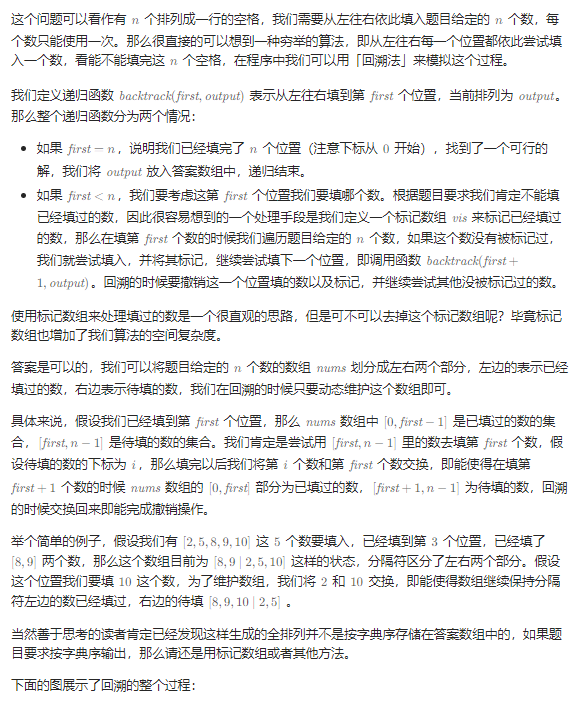 这个问题可以看作有 n 个排列成一行的空格，我们需要从左往右依此填入题目给定的 n 个数，每
个数只能使用一次。那么很直接的可以想到一种穷举的算法，即从左往右每一个位置都依此尝试填
入一个数，看能不能填完这 n 个空格，在程序中我们可以用「回溯法」来模拟这个过程。
我们定义递归函数 backtrack(first, output) 表示从左往右填到第 first 个位置，当前排列为 output。
那么整个递归函数分为两个情况：
• 如果 first = n，说明我们已经填完了 n 个位置（注意下标从 0 开始），找到了一个可行的
解，我们将 output 放入答案数组中，递归结束。
• 如果 first < n，我们要考虑这第 first 个位置我们要填哪个数。根据题目要求我们肯定不能填
已经填过的数，因此很容易想到的一个处理手段是我们定义一个标记数组 vis 来标记已经填过
的数，那么在填第 first 个数的时候我们遍历题目给定的 n 个数，如果这个数没有被标记过，
我们就尝试填入，并将其标记，继续尝试填下一个位置，即调用函数 backtrack(first +
1, output)。回溯的时候要撤销这一个位置填的数以及标记，并继续尝试其他没被标记过的数。
使用标记数组来处理填过的数是一个很直观的思路，但是可不可以去掉这个标记数组呢？毕竟标记
数组也增加了我们算法的空间复杂度。
答案是可以的，我们可以将题目给定的 n 个数的数组 nums 划分成左右两个部分，左边的表示已经
填过的数，右边表示待填的数，我们在回溯的时候只要动态维护这个数组即可。
具体来说，假设我们已经填到第 first 个位置，那么 nums 数组中 [0, first − 1] 是已填过的数的集
合，[first, n − 1] 是待填的数的集合。我们肯定是尝试用 [first, n − 1] 里的数去填第 first 个数，假
设待填的数的下标为 i，那么填完以后我们将第 i 个数和第 first 个数交换，即能使得在填第
first + 1 个数的时候 nums 数组的 [0, first] 部分为已填过的数，[first + 1, n − 1] 为待填的数，回溯
的时候交换回来即能完成撤销操作。
举个简单的例子，假设我们有 [2, 5, 8, 9, 10] 这 5 个数要填入，已经填到第 3 个位置，已经填了
[8, 9] 两个数，那么这个数组目前为 [8, 9 | 2, 5, 10] 这样的状态，分隔符区分了左右两个部分。假设
这个位置我们要填 10 这个数，为了维护数组，我们将 2 和 10 交换，即能使得数组继续保持分隔
符左边的数已经填过，右边的待填 [8, 9, 10 | 2, 5] 。
当然善于思考的读者肯定已经发现这样生成的全排列并不是按字典序存储在答案数组中的，如果题
目要求按字典序输出，那么请还是用标记数组或者其他方法。
下面的图展示了回溯的整个过程：